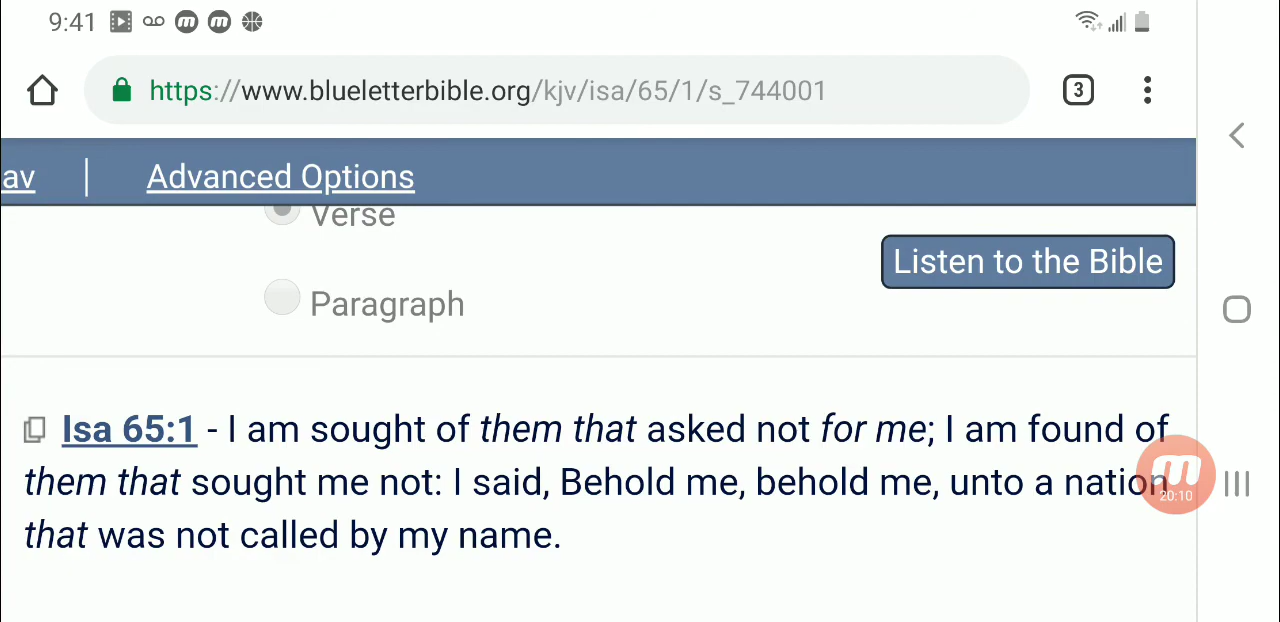 9:41
https://www.blueletterbible.org/kjv/isa/65/1/s_744001
3
av | Advanced Options
Verse
Listen to the Bible
Paragraph
Isa 65:1 - I am sought of them that asked not for me; I am found of
them that sought me not: I said, Behold me, behold me, unto a nation
that was not called by my name.
m
20:10